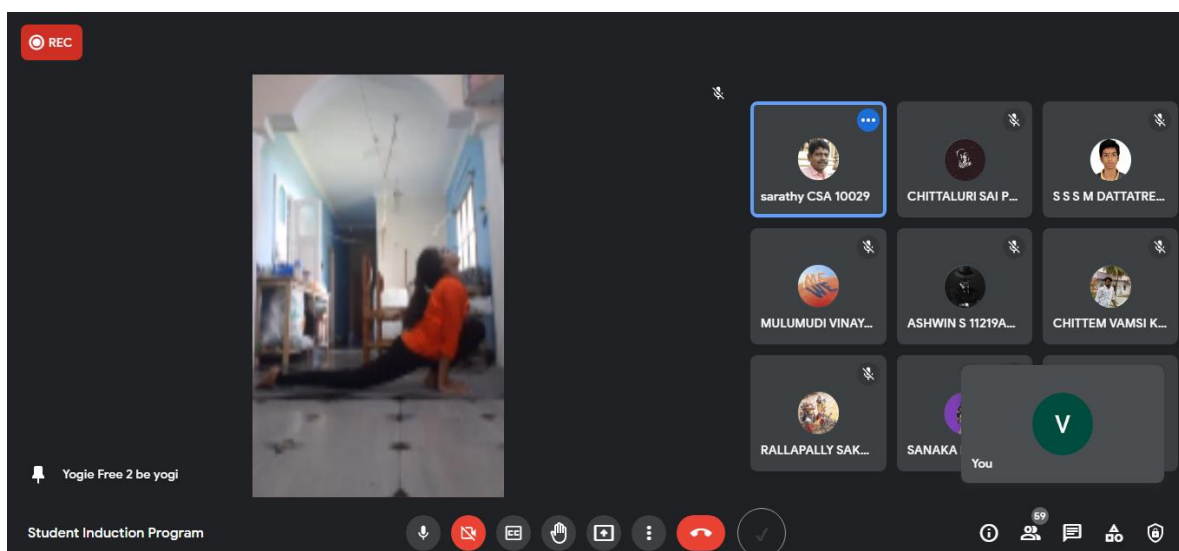 REC
sarathy CSA 10029
CHITTALURI SAI P...
S S S M DATTATRE...
MULUMUDI VINAY...
ASHWIN S 11219A...
CHITTEM VAMSI K...
RALLAPALLY SAK...
SANAKA
V
You
Yogie Free 2 be yogi
Student Induction Program
CC
59